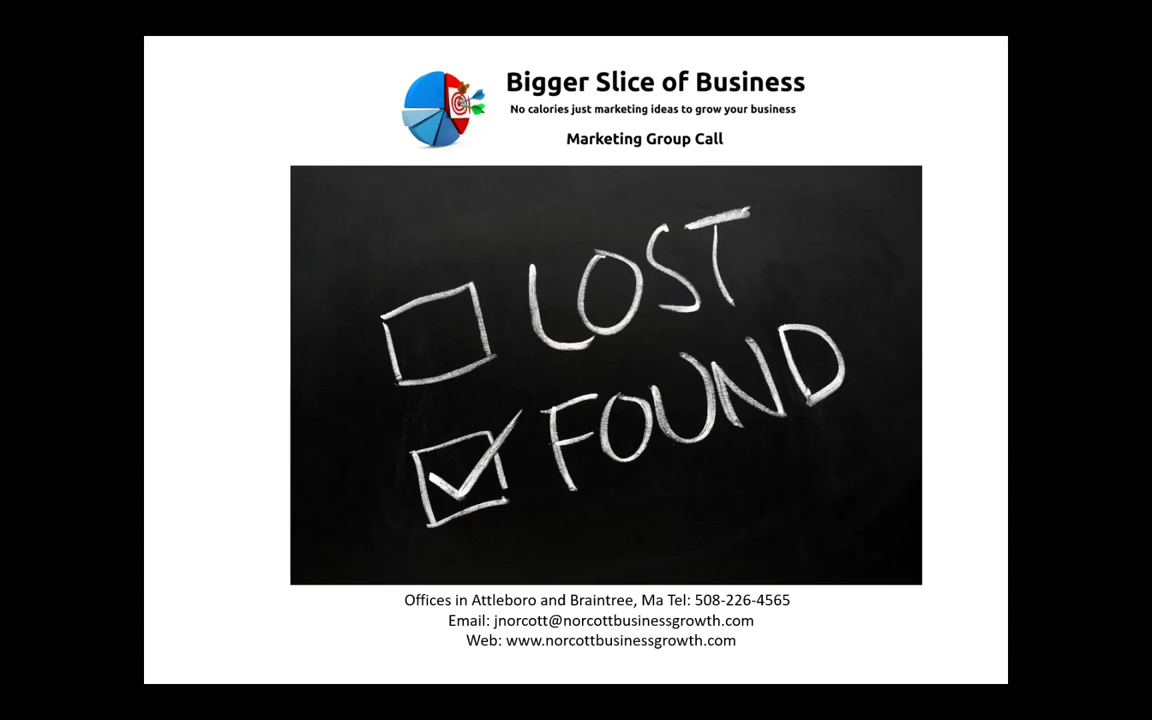 Bigger Slice of Business
No calories just marketing ideas to grow your business
Marketing Group Call
LOST
FOUND
Offices in Attleboro and Braintree, Ma Tel: 508-226-4565
Email: jnorcott@norcottbusinessgrowth.com
Web: www.norcottbusinessgrowth.com